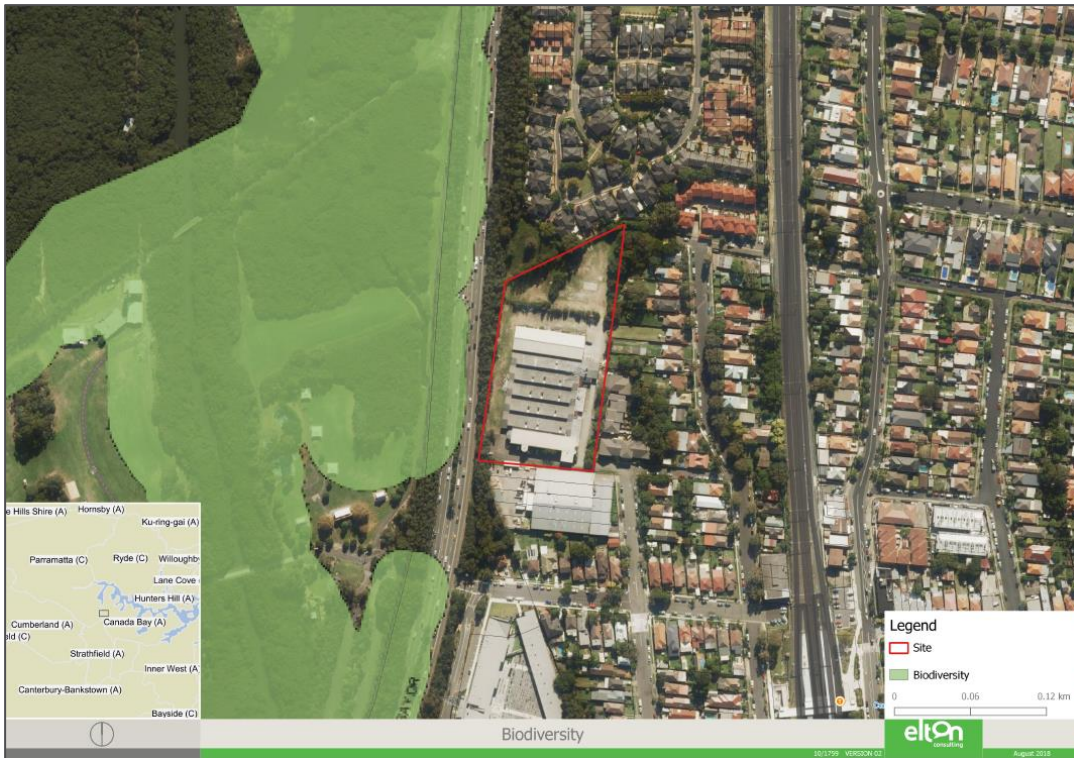 e Hills Shire (A) Hornsby (A)
Ku-ring-gai (A)
Parramatta (C) Ryde (C) Willoughb
Lane Cove
Hunters Hill (A)
Cumberland (A) Canada Bay (A)
ld (C)
Strathfield (A)
Inner West (A
Canterbury-Bankstown (A)
Bayside (C)
Legend
Site
Biodiversity
0 0.06 0.12 km
Biodiversity
elton
consulting
10/1759 VERSION 02
August 2018